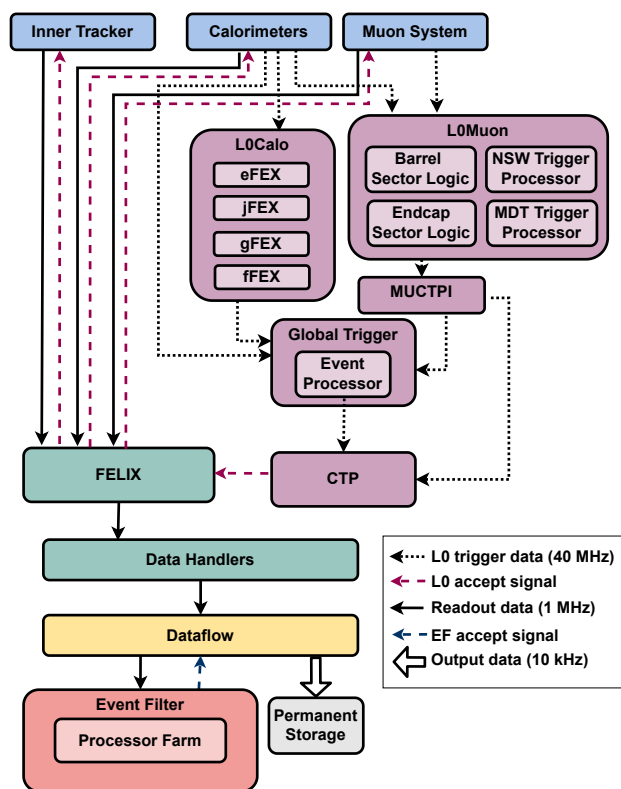 Inner Tracker
Calorimeters
Muon System
L0Calo
eFEX
jFEX
gFEX
fFEX
L0Muon
Barrel
Sector Logic
NSW Trigger
Processor
Endcap
Sector Logic
MDT Trigger
Processor
MUCTPI
Global Trigger
Event
Processor
CTP
FELIX
Data Handlers
Dataflow
Event Filter
Processor Farm
Permanent
Storage
L0 trigger data (40 MHz)
L0 accept signal
Readout data (1 MHz)
EF accept signal
Output data (10 kHz)